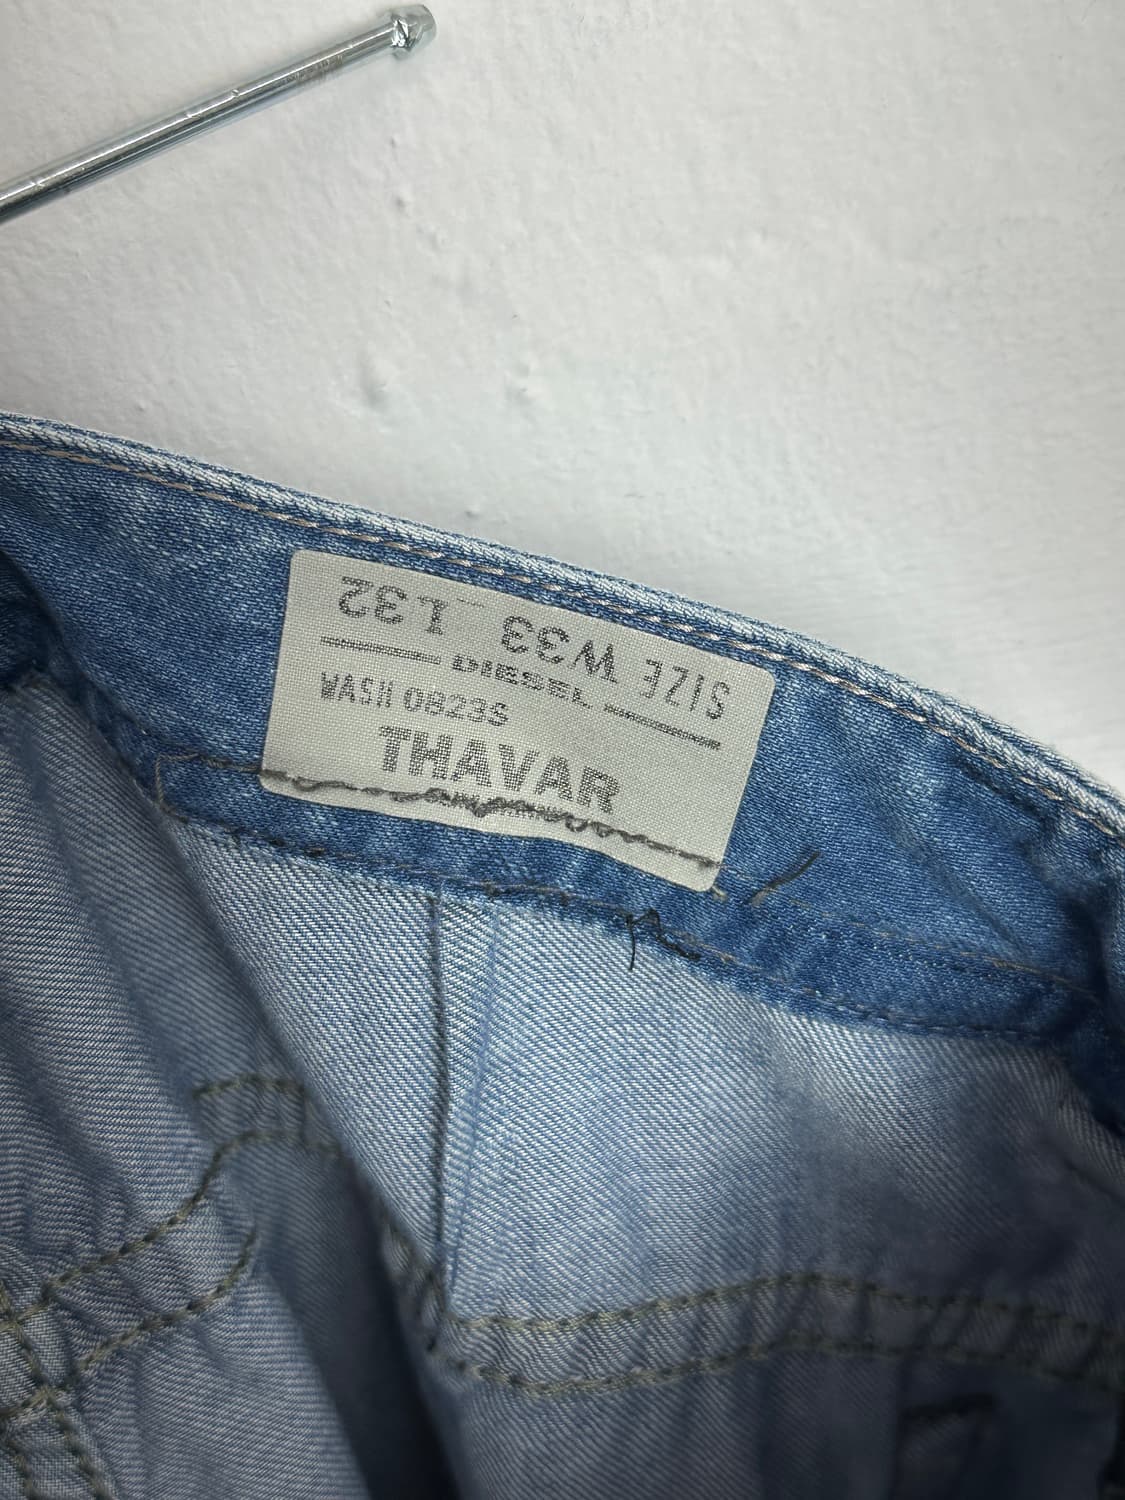 SIZE W33 L32
DIESEL
WASH 0823S
THAVAR